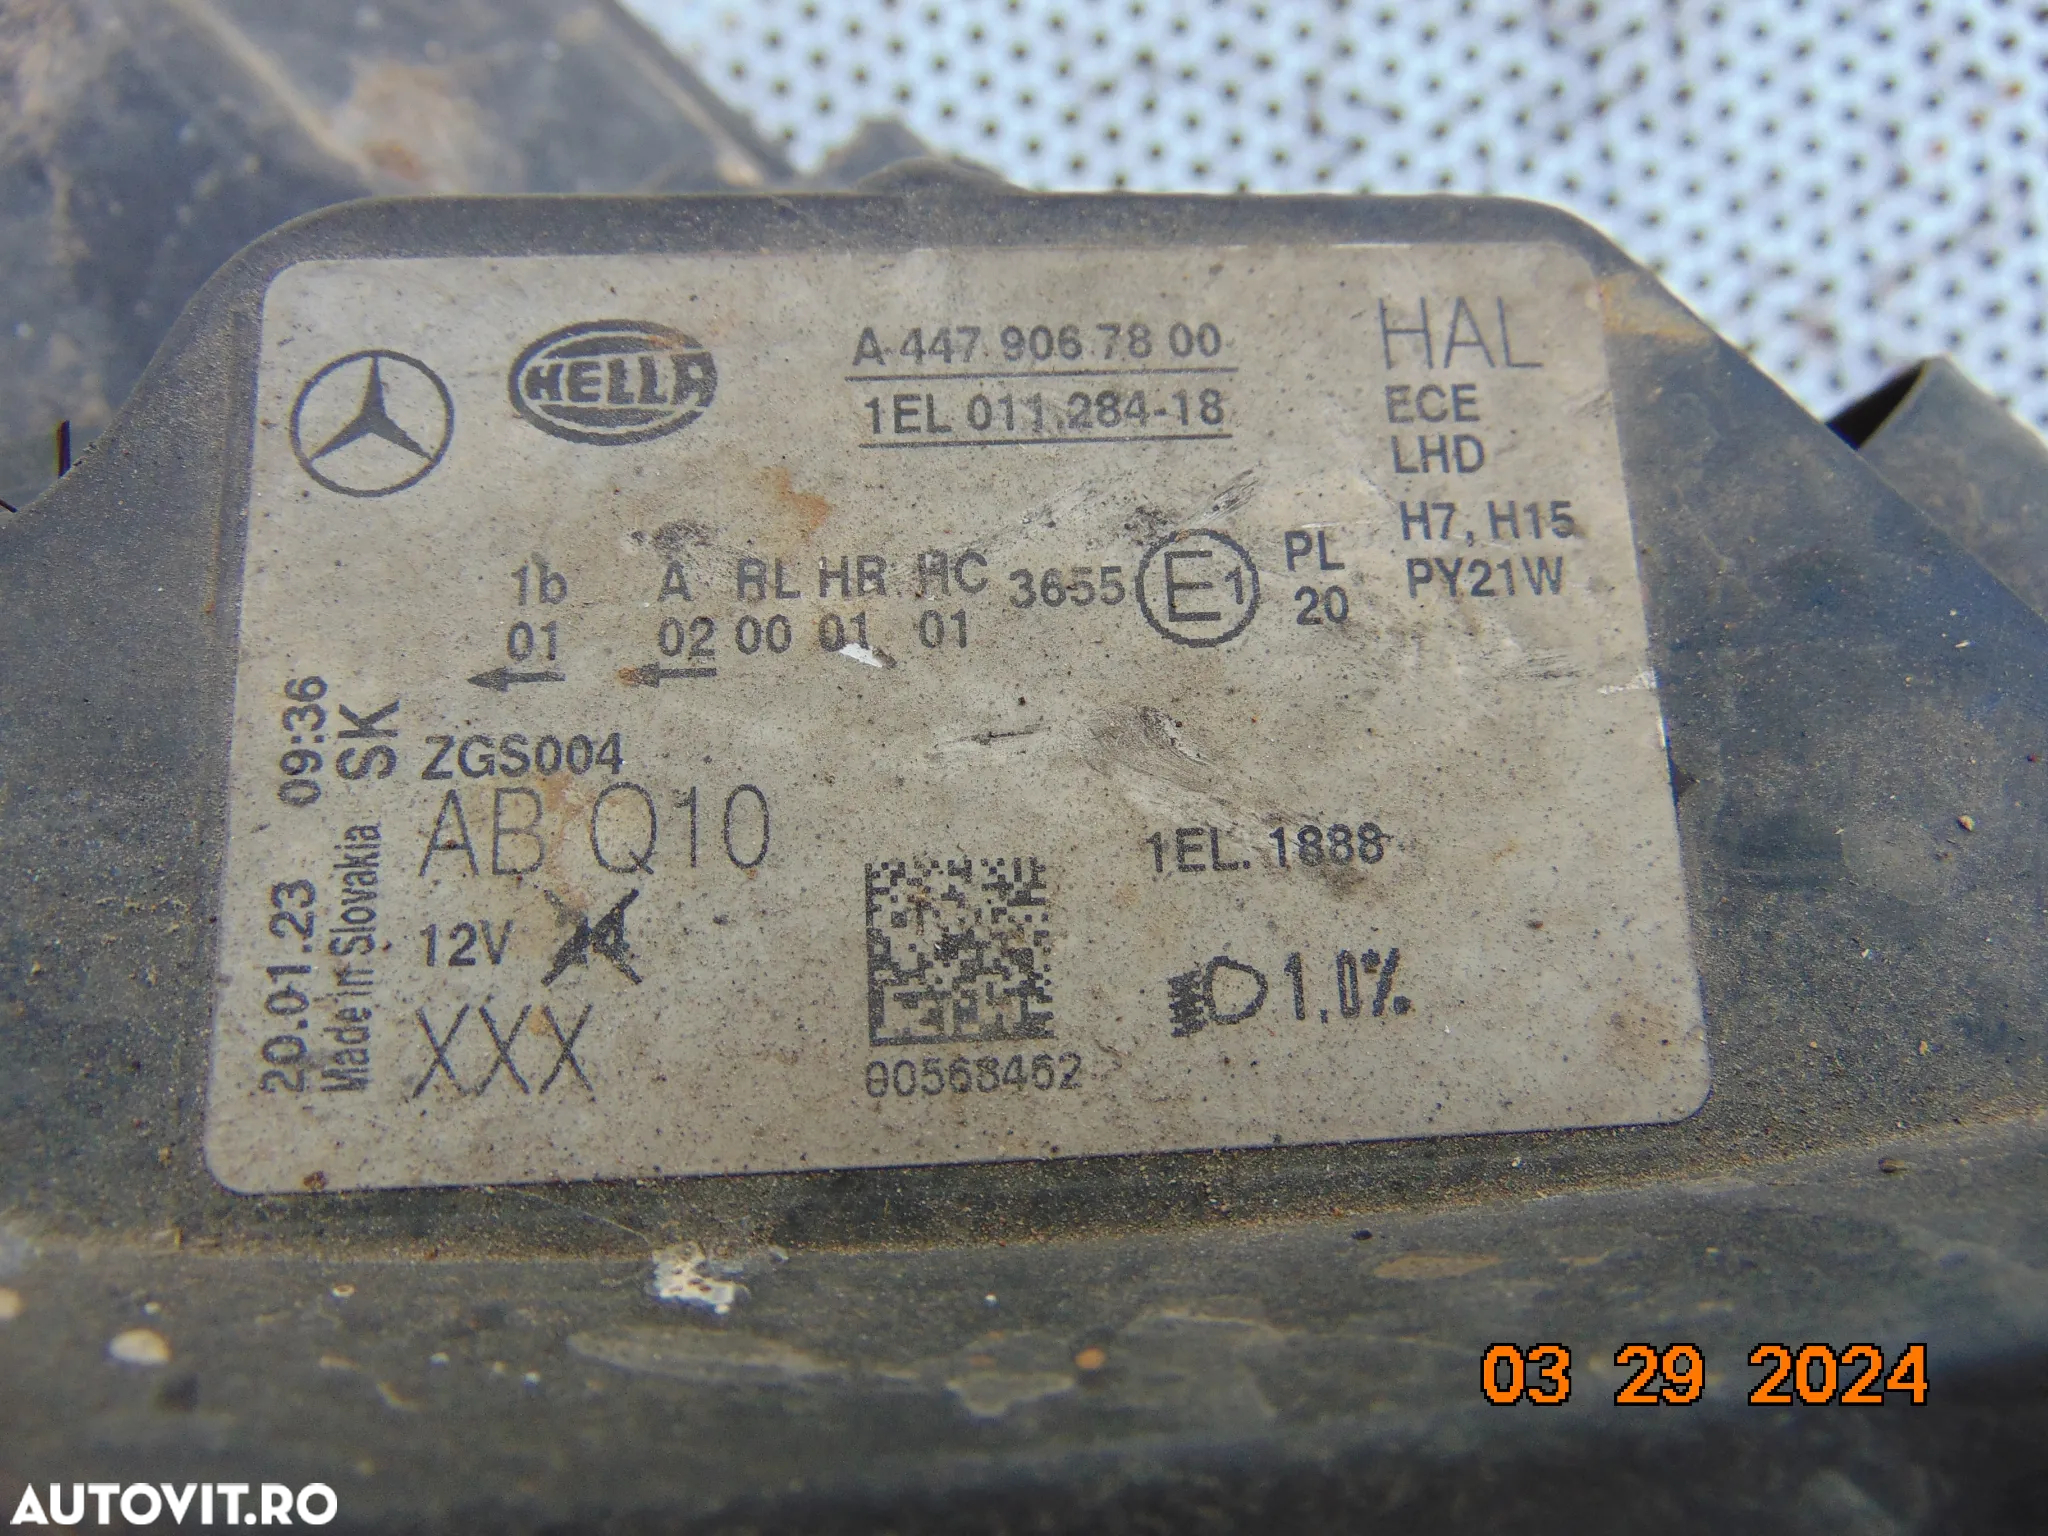 HELLA
A 447 906 78 00
1EL 011.284-18
HAL
ECE
LHD
H7, H15
PY21W
1b A RL HR HC 3655 E1 PL
01 02 00 01 01 20
20.01.23 09:36
Made in Slovakia SK
ZGS004
AB Q10
12V
XXX
90568462
1EL. 1888
1.0%
03 29 2024
AUTOVIT.RO